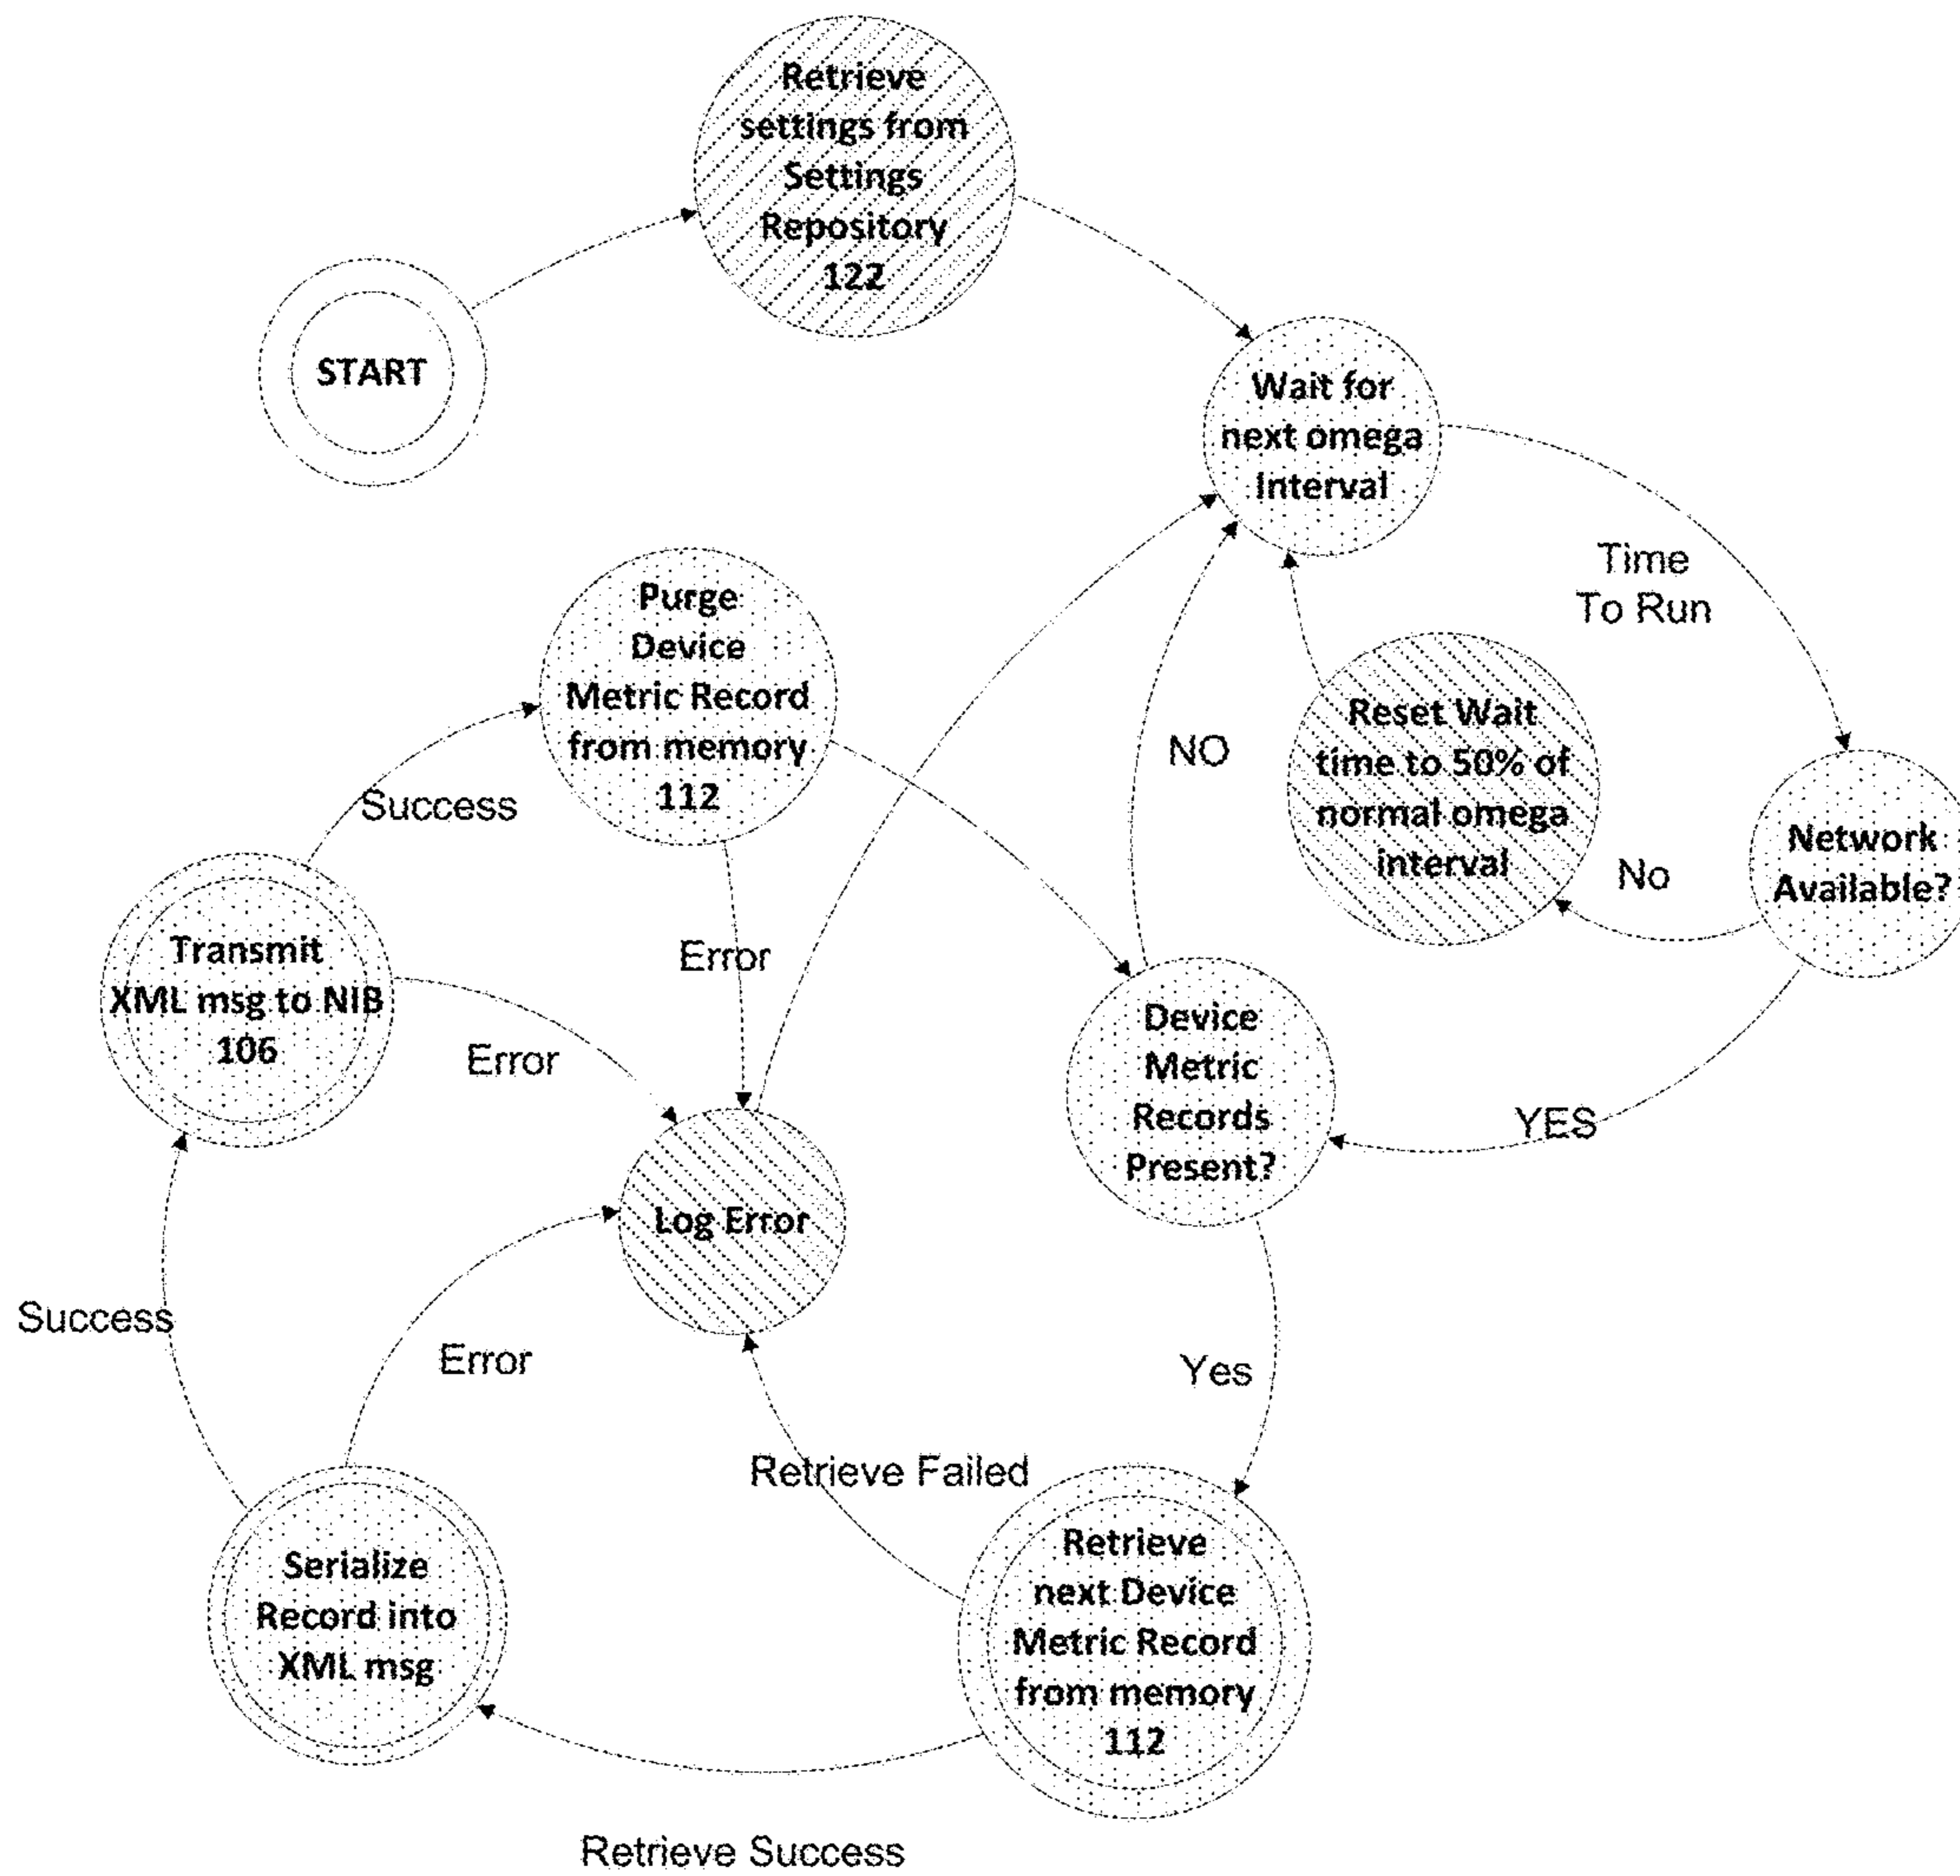 Retrieve
settings from
Settings
Repository
122
START
Wait for
next omega
Interval
Time
To Run
Purge
Device
Metric Record
from memory
112
NO
Reset Wait
time to 50% of
normal omega
interval
No
Network
Available?
Success
Transmit
XML msg to NIB
106
Error
Error
Device
Metric
Records
Present?
YES
Log Error
Success
Error
Yes
Retrieve Failed
Serialize
Record into
XML msg
Retrieve
next Device
Metric Record
from memory
112
Retrieve Success